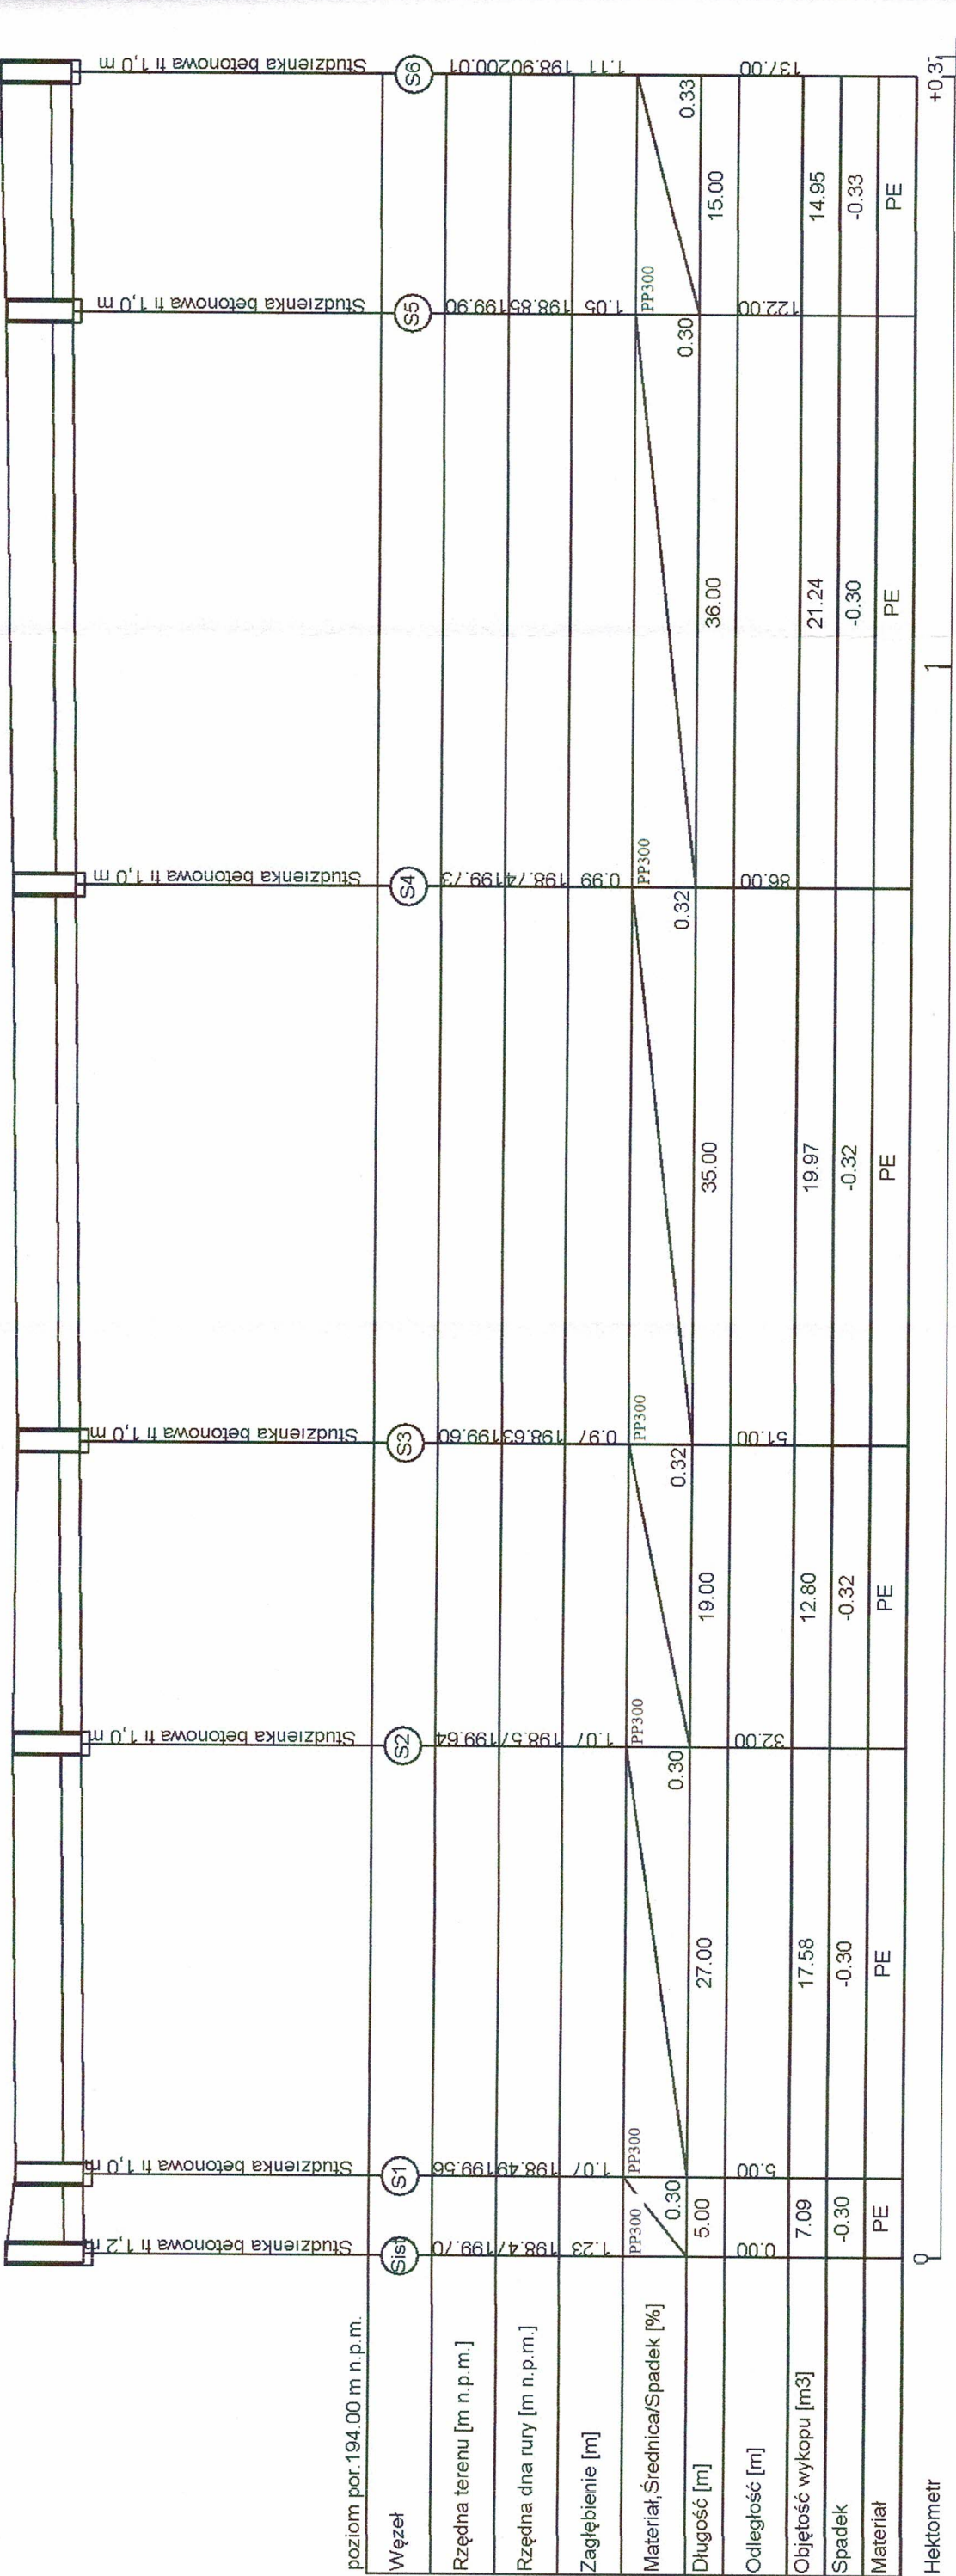 Studzienka betonowa fi 1,2 m
Studzienka betonowa fi 1,0 m
Studzienka betonowa fi 1,0 m
Studzienka betonowa fi 1,0 m
Studzienka betonowa fi 1,0 m
Studzienka betonowa fi 1,0 m
Studzienka betonowa fi 1,0 m
poziom por.194.00 m n.p.m.
Węzeł Sist S1 S2 S3 S4 S5 S6
Rzędna terenu [m n.p.m.] 199.70 199.56 199.64 199.60 199.73 199.90 200.01
Rzędna dna rury [m n.p.m.] 198.47 198.49 198.57 198.63 198.74 198.85 198.90
Zagłębienie [m] 1.23 1.07 1.07 0.97 0.99 1.05 1.11
Materiał,Średnica/Spadek [%] PP300 0.30 PP300 0.30 PP300 0.32 PP300 0.32 PP300 0.30 PP300 0.33
Długość [m] 5.00 27.00 19.00 35.00 36.00 15.00
Odległość [m] 0.00 5.00 32.00 51.00 86.00 122.00 137.00
Objętość wykopu [m3] 7.09 17.58 12.80 19.97 21.24 14.95
Spadek -0.30 -0.30 -0.32 -0.32 -0.30 -0.33
Materiał PE PE PE PE PE PE
Hektometr 0 1